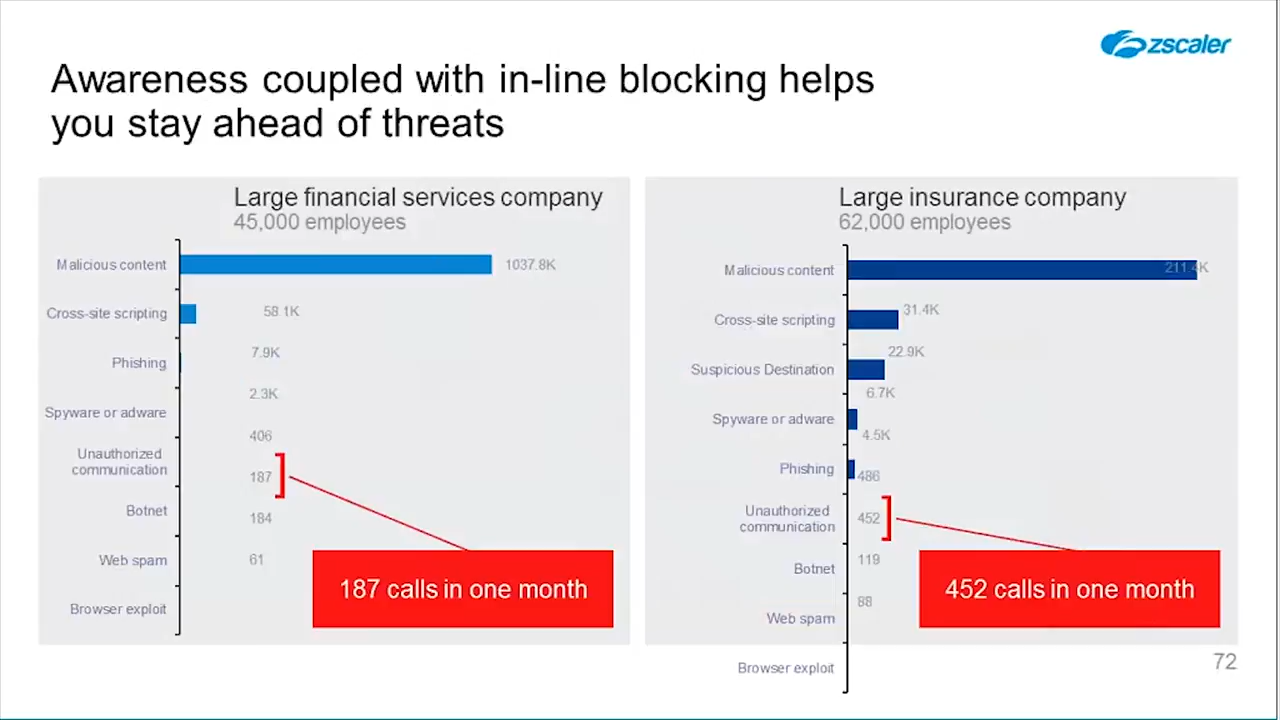 zscaler
Awareness coupled with in-line blocking helps
you stay ahead of threats
Large financial services company
45,000 employees
Malicious content
1037.8K
Cross-site scripting
58.1K
Phishing
7.9K
Spyware or adware
2.3K
Unauthorized
communication
406
Botnet
187
Web spam
184
Browser exploit
61
187 calls in one month
Large insurance company
62,000 employees
Malicious content
211.4K
Cross-site scripting
31.4K
Suspicious Destination
22.9K
Spyware or adware
6.7K
Phishing
4.5K
Unauthorized
communication
486
Botnet
452
Web spam
119
Browser exploit
88
452 calls in one month
72